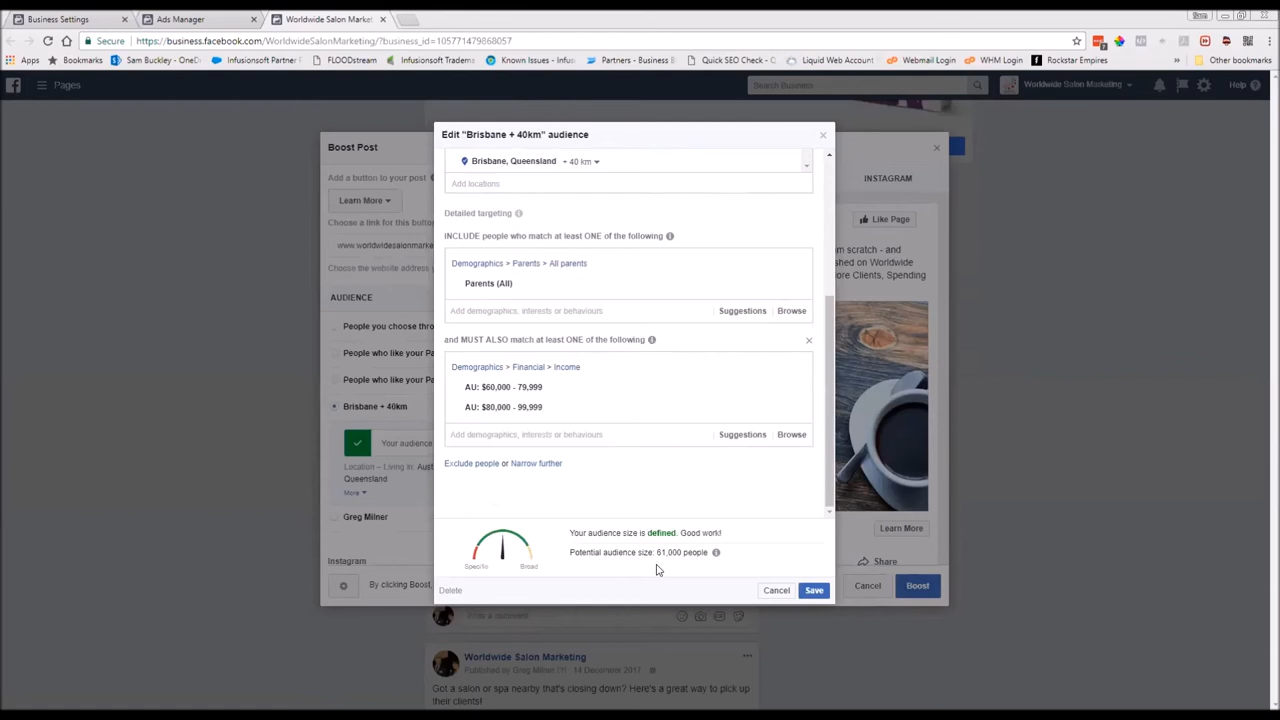 Business Settings
Ads Manager
Worldwide Salon Market
Sam
Secure https://business.facebook.com/WorldwideSalonMarketing/?business_id=105771479868057
Apps Bookmarks Sam Buckley - OneD Infusionsoft Partner FLOODstream Infusionsoft Tradem Known Issues - Infus Partners - Business B Quick SEO Check - Liquid Web Account Webmail Login WHM Login Rockstar Empires » Other bookmarks
Pages
Search Business
Worldwide Salon Marketing
Help
Boost Post
Add a button to your post
Learn More
Choose a link for this button
www.worldwidesalonmarke
Choose the website address
AUDIENCE
People you choose thro
People who like your Pa
People who like your Pa
Brisbane + 40km
Your audience
Location – Living In: Aust
Queensland
More
Greg Milner
Instagram
By clicking Boost,
Edit "Brisbane + 40km" audience
Brisbane, Queensland + 40 km
Add locations
Detailed targeting
INCLUDE people who match at least ONE of the following
Demographics > Parents > All parents
Parents (All)
Add demographics, interests or behaviours Suggestions Browse
and MUST ALSO match at least ONE of the following
Demographics > Financial > Income
AU: $60,000 - 79,999
AU: $80,000 - 99,999
Add demographics, interests or behaviours Suggestions Browse
Exclude people or Narrow further
Specific Broad
Your audience size is defined. Good work!
Potential audience size: 61,000 people
Delete Cancel Save
INSTAGRAM
Like Page
m scratch - and
shed on Worldwide
ore Clients, Spending
Learn More
Share
Cancel Boost
Write a comment...
Worldwide Salon Marketing
Published by Greg Milner [?] · 14 December 2017
Got a salon or spa nearby that's closing down? Here's a great way to pick up
their clients!